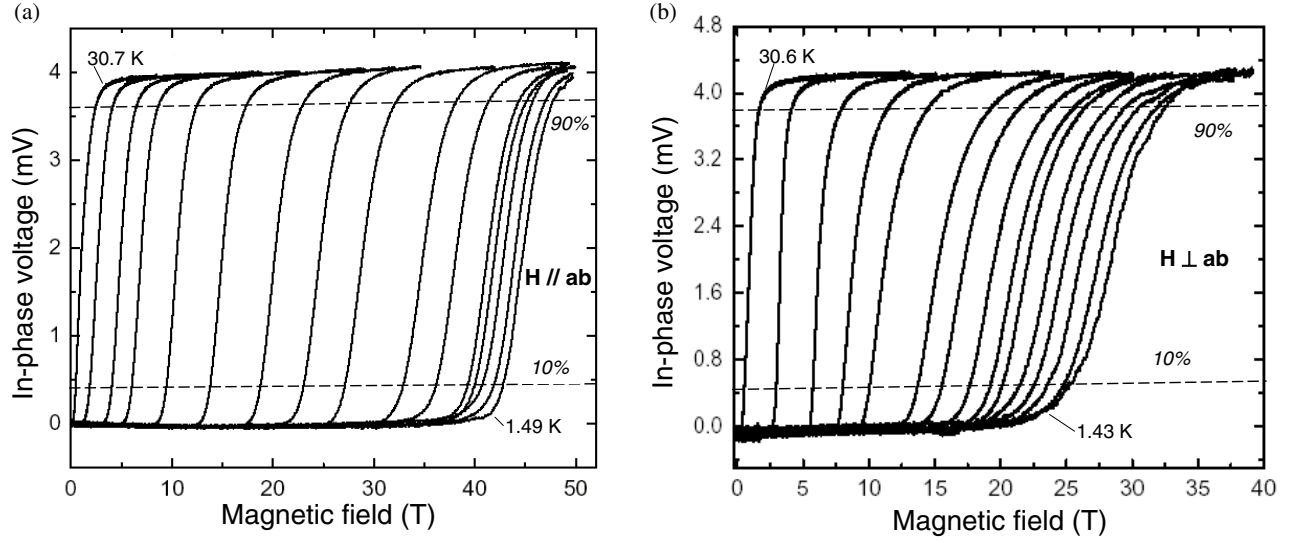 (a)
In-phase voltage (mV)
4
3
2
1
0
30.7 K
90%
H // ab
10%
1.49 K
0 10 20 30 40 50
Magnetic field (T)
(b)
In-phase voltage (mV)
4.8
4.0
3.2
2.4
1.6
0.8
0.0
30.6 K
90%
H ⊥ ab
10%
1.43 K
0 5 10 15 20 25 30 35 40
Magnetic field (T)